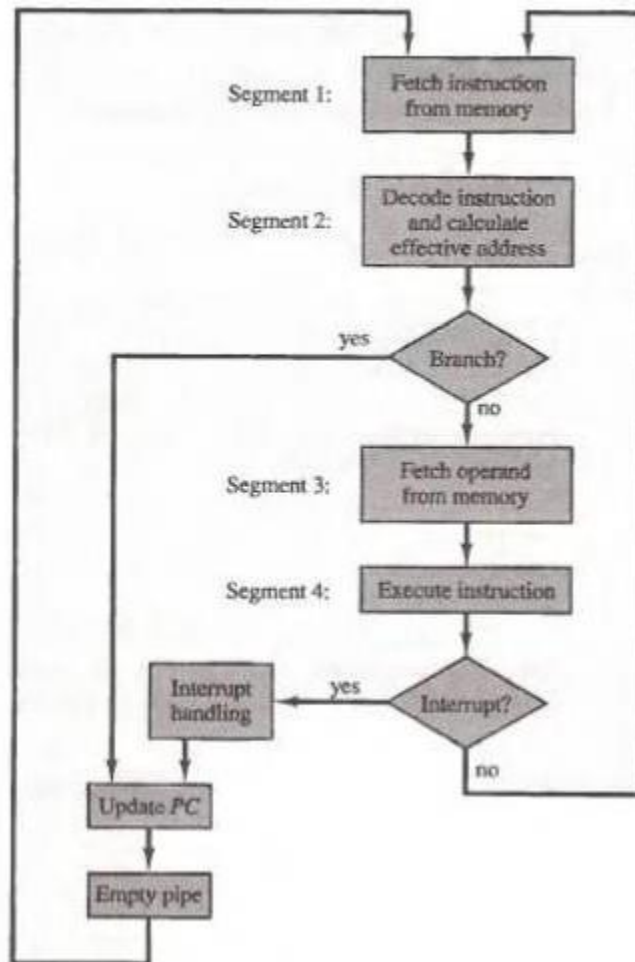 Segment 1:
Fetch instruction
from memory
Segment 2:
Decode instruction
and calculate
effective address
yes
Branch?
no
Segment 3:
Fetch operand
from memory
Segment 4:
Execute instruction
Interrupt
handling
yes
Interrupt?
no
Update PC
Empty pipe